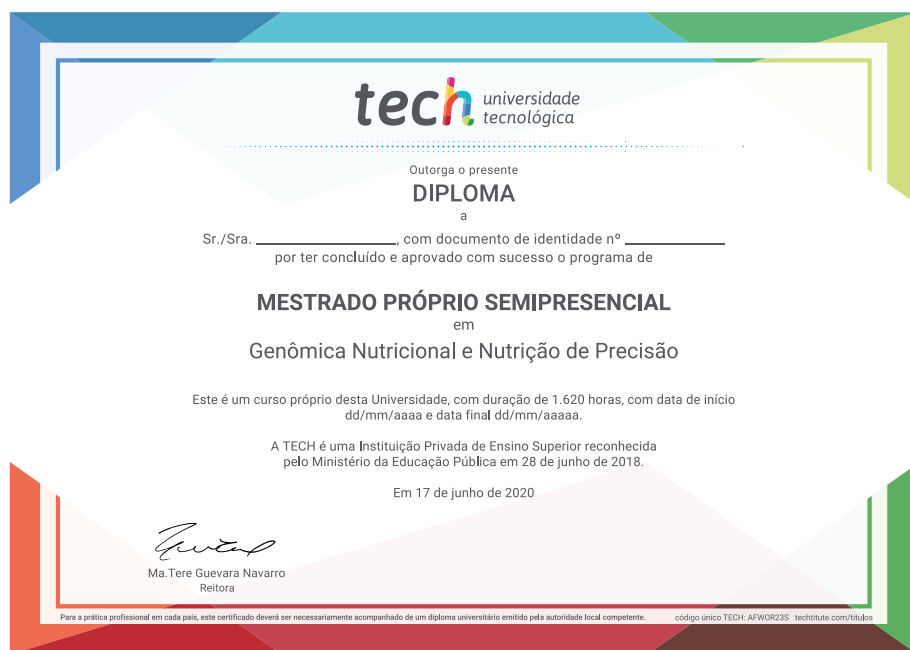 tech universidade
tecnológica
Outorga o presente
DIPLOMA
a
Sr./Sra. ____________________, com documento de identidade nº ______________
por ter concluído e aprovado com sucesso o programa de
MESTRADO PRÓPRIO SEMIPRESENCIAL
em
Genômica Nutricional e Nutrição de Precisão
Este é um curso próprio desta Universidade, com duração de 1.620 horas, com data de início
dd/mm/aaaa e data final dd/mm/aaaaa.
A TECH é uma Instituição Privada de Ensino Superior reconhecida
pelo Ministério da Educação Pública em 28 de junho de 2018.
Em 17 de junho de 2020
Ma.Tere Guevara Navarro
Reitora
Para a prática profissional em cada país, este certificado deverá ser necessariamente acompanhado de um diploma universitário emitido pela autoridade local competente. código único TECH: AFWOR23S techtitute.com/titulos